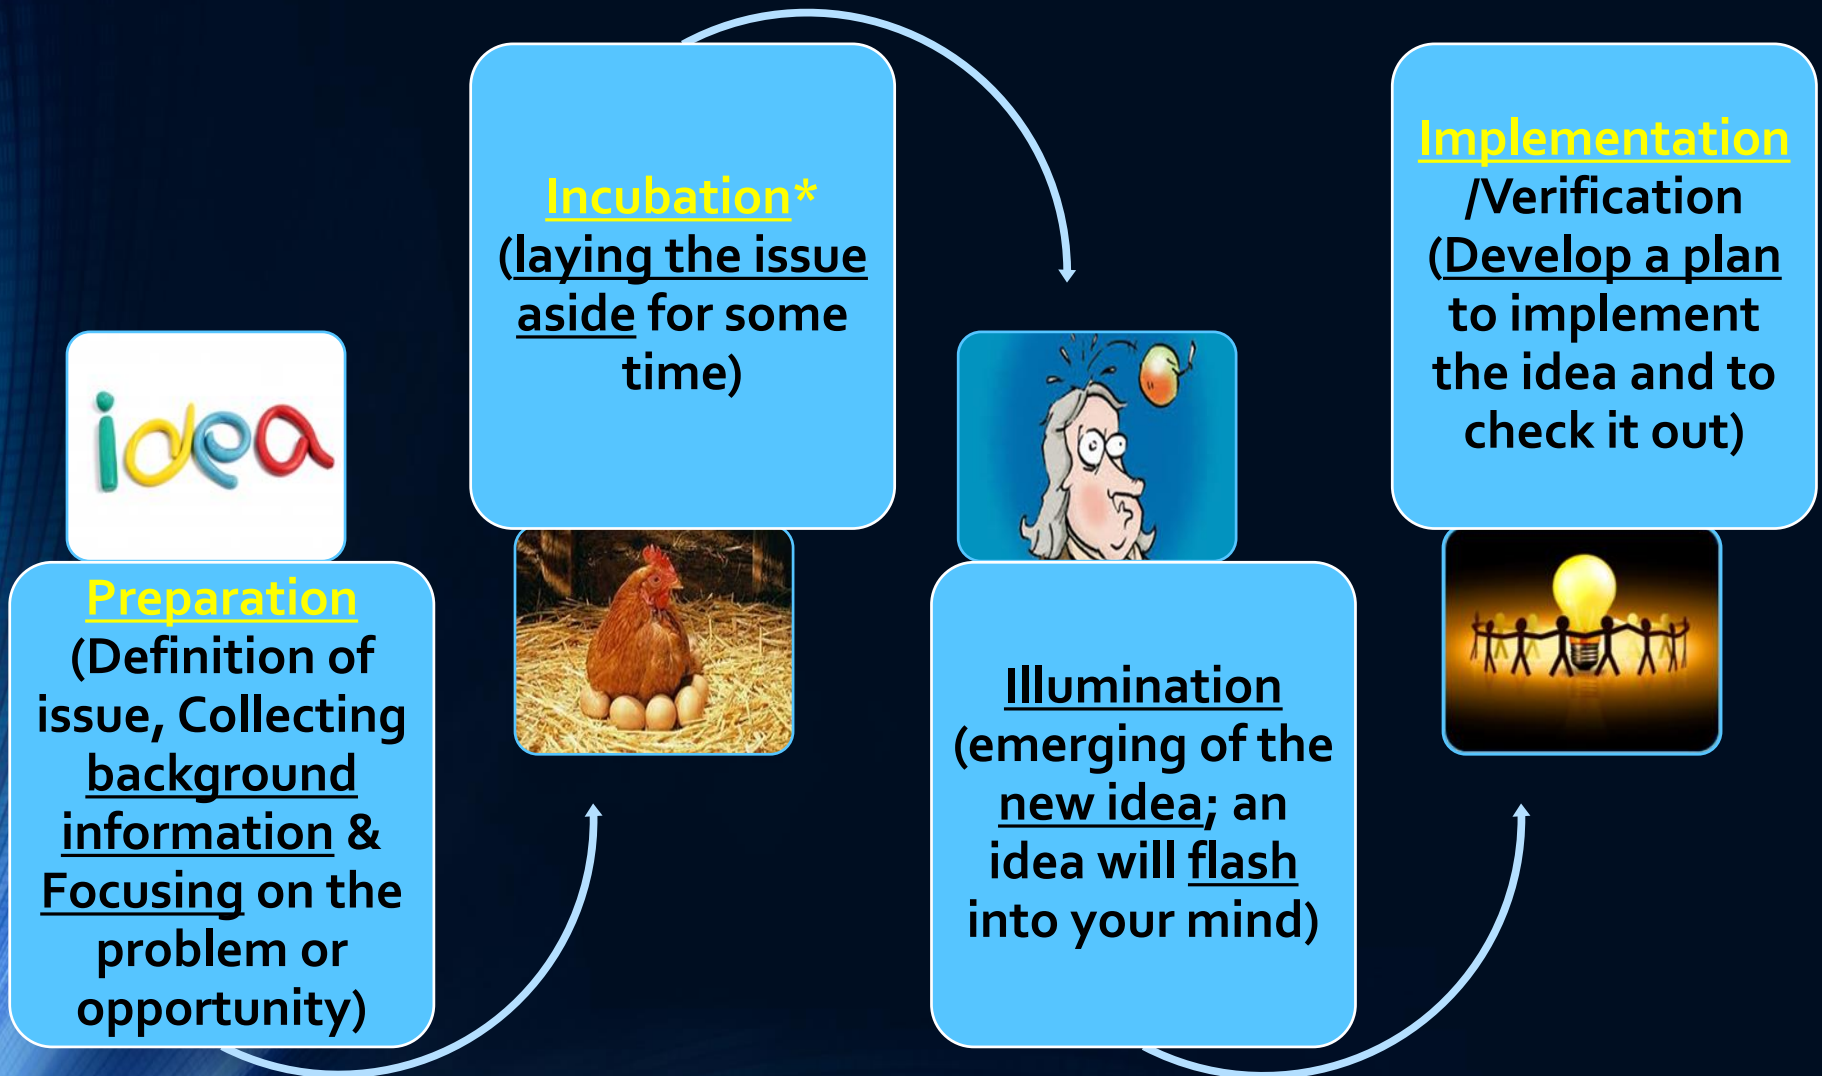 idea
Preparation
(Definition of
issue, Collecting
background
information &
Focusing on the
problem or
opportunity)
Incubation*
(laying the issue
aside for some
time)
Illumination
(emerging of the
new idea; an
idea will flash
into your mind)
Implementation
/Verification
(Develop a plan
to implement
the idea and to
check it out)